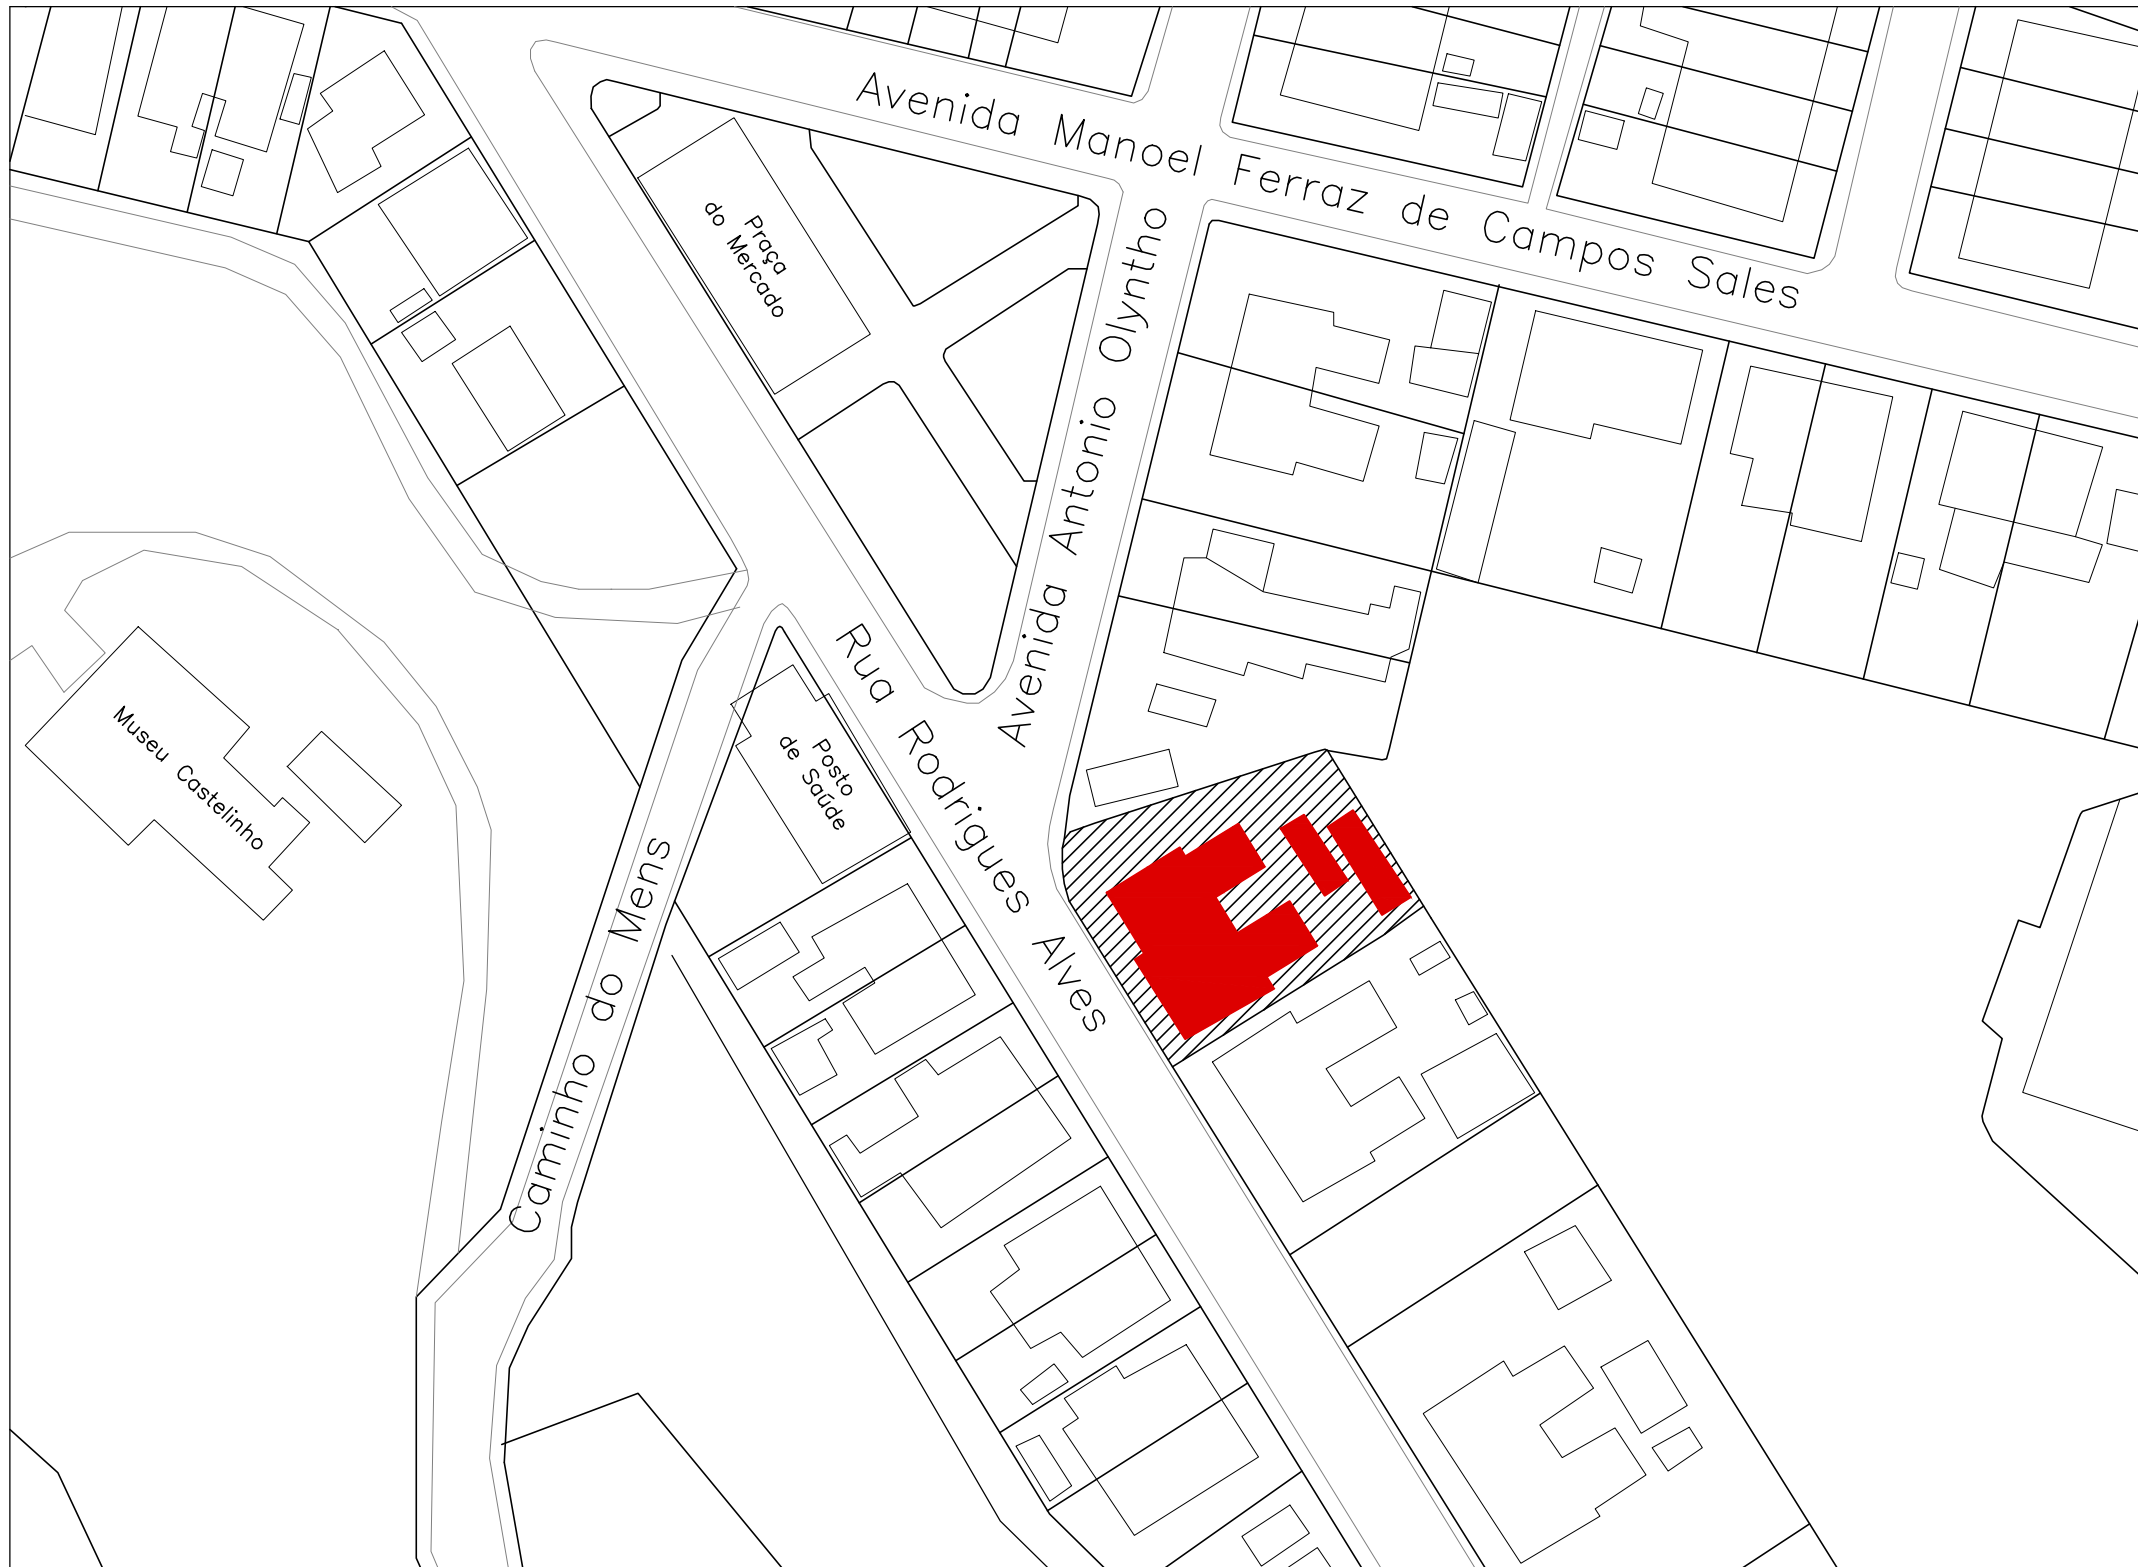 Avenida Manoel Ferraz de Campos Sales
Praça
do Mercado
Avenida Antonio Olyntho
Rua Rodrigues Alves
Posto
de Saúde
Museu Castelinho
Caminho do Mens